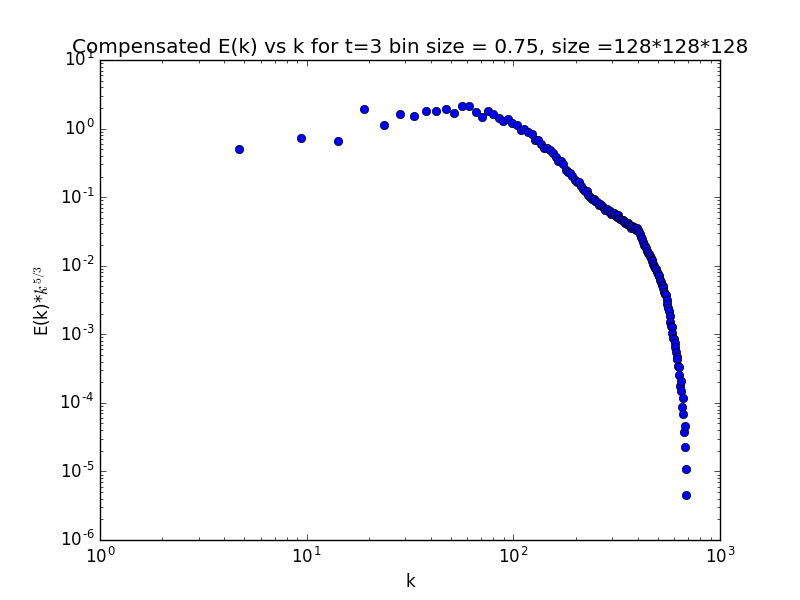 Compensated E(k) vs k for t=3 bin size = 0.75, size =128*128*128
10^1
10^0
10^-1
10^-2
10^-3
10^-4
10^-5
10^-6
E(k)*k^5/3
10^0 10^1 10^2 10^3
k